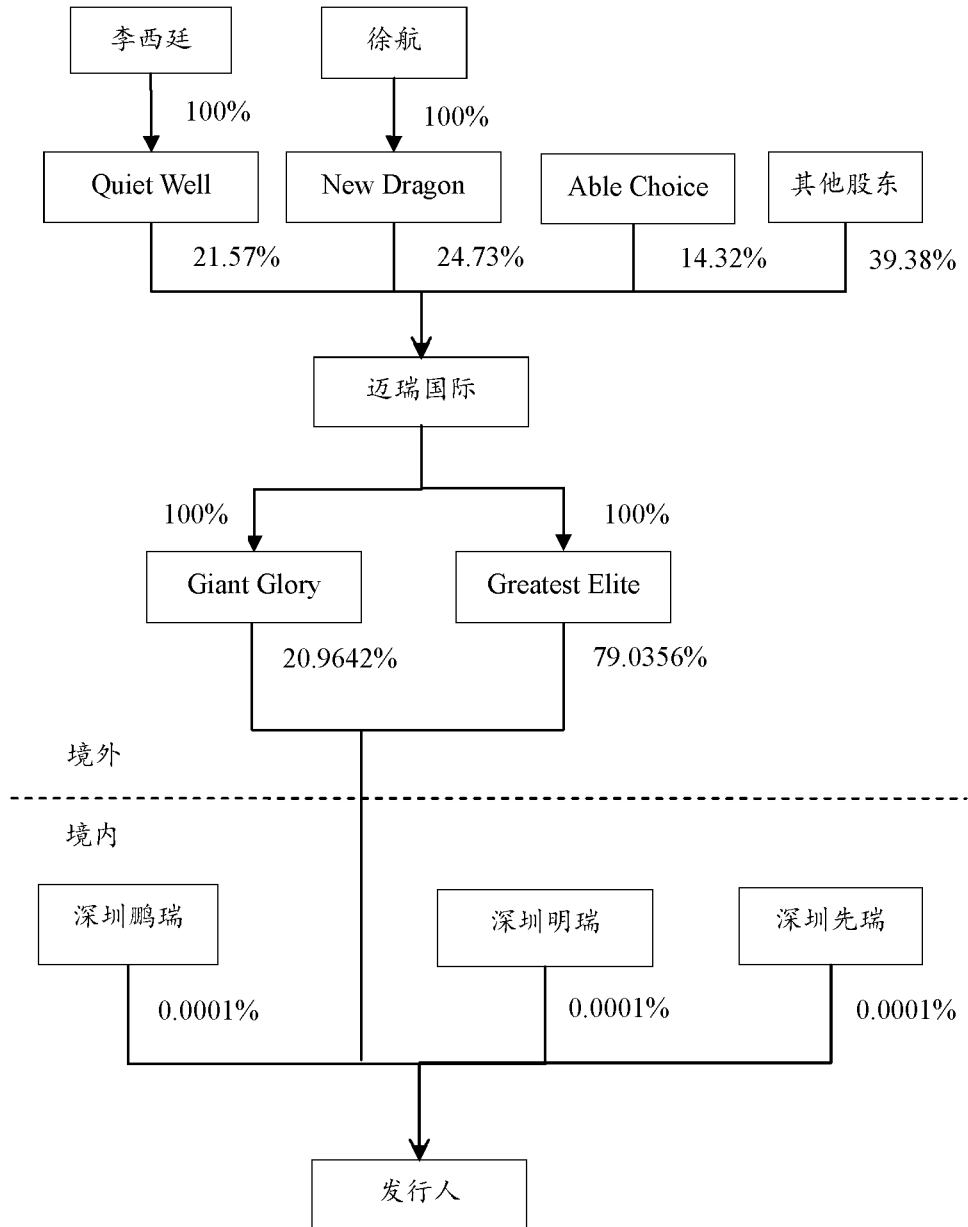 李西廷
徐航
100%
100%
Quiet Well
New Dragon
Able Choice
其他股东
21.57%
24.73%
14.32%
39.38%
迈瑞国际
100%
100%
Giant Glory
Greatest Elite
20.9642%
79.0356%
境外
境内
深圳鹏瑞
深圳明瑞
深圳先瑞
0.0001%
0.0001%
0.0001%
发行人